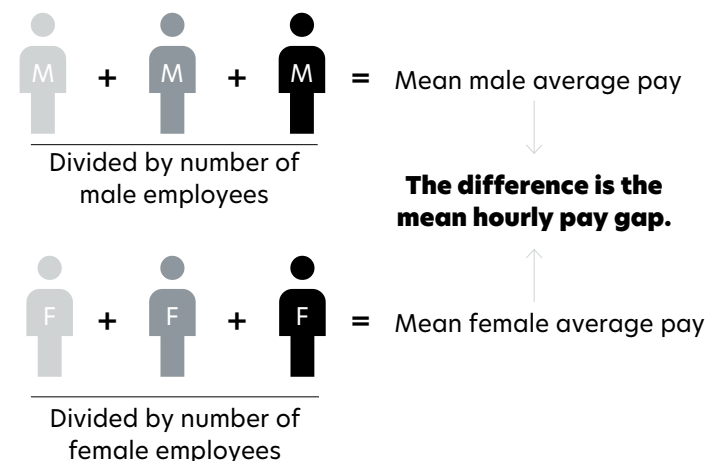 M + M + M = Mean male average pay
Divided by number of
male employees
The difference is the
mean hourly pay gap.
F + F + F = Mean female average pay
Divided by number of
female employees